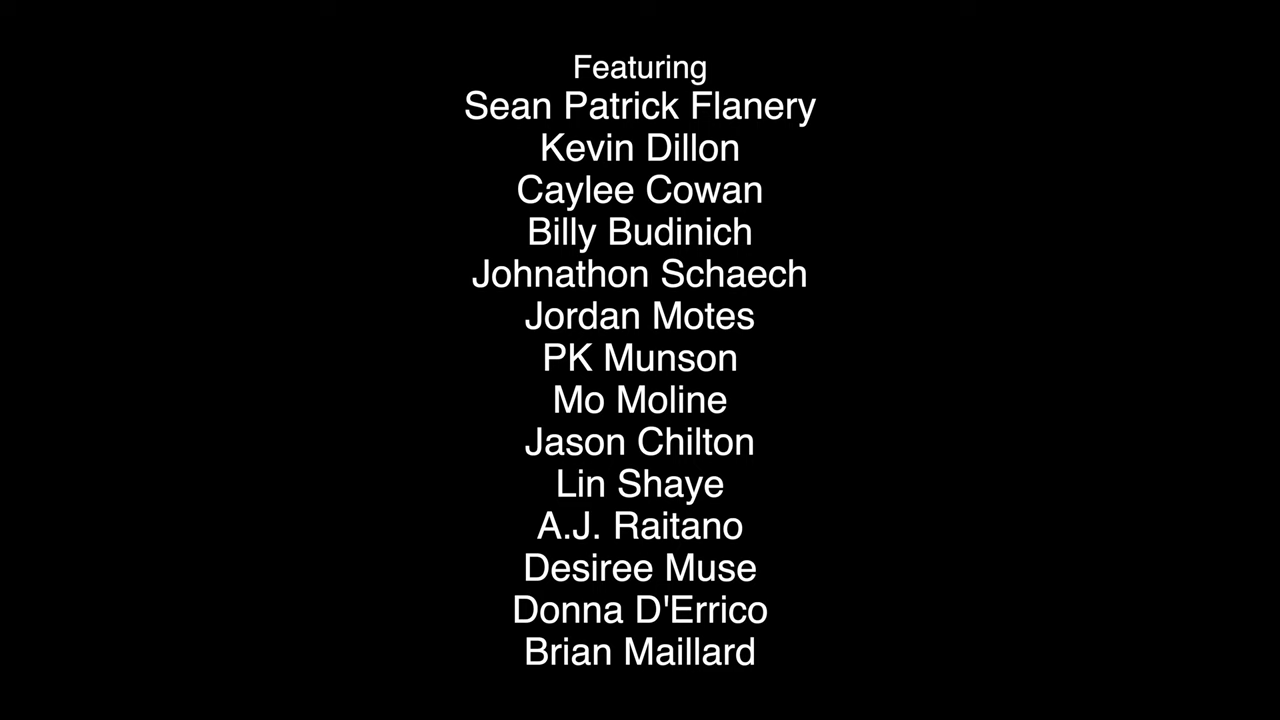 Featuring
Sean Patrick Flanery
Kevin Dillon
Caylee Cowan
Billy Budinich
Johnathon Schaech
Jordan Motes
PK Munson
Mo Moline
Jason Chilton
Lin Shaye
A.J. Raitano
Desiree Muse
Donna D'Errico
Brian Maillard